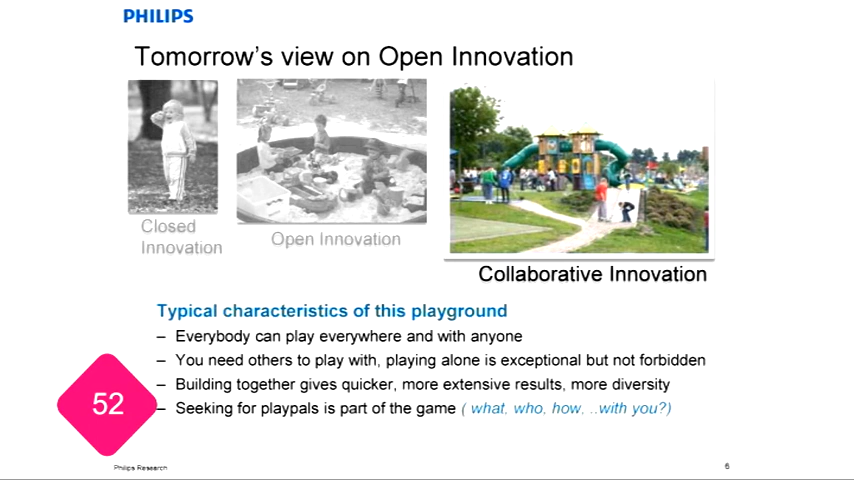 PHILIPS
Tomorrow's view on Open Innovation
Closed
Innovation
Open Innovation
Collaborative Innovation
Typical characteristics of this playground
– Everybody can play everywhere and with anyone
– You need others to play with, playing alone is exceptional but not forbidden
– Building together gives quicker, more extensive results, more diversity
– Seeking for playpals is part of the game ( what, who, how, ..with you?)
52
Philips Research
6